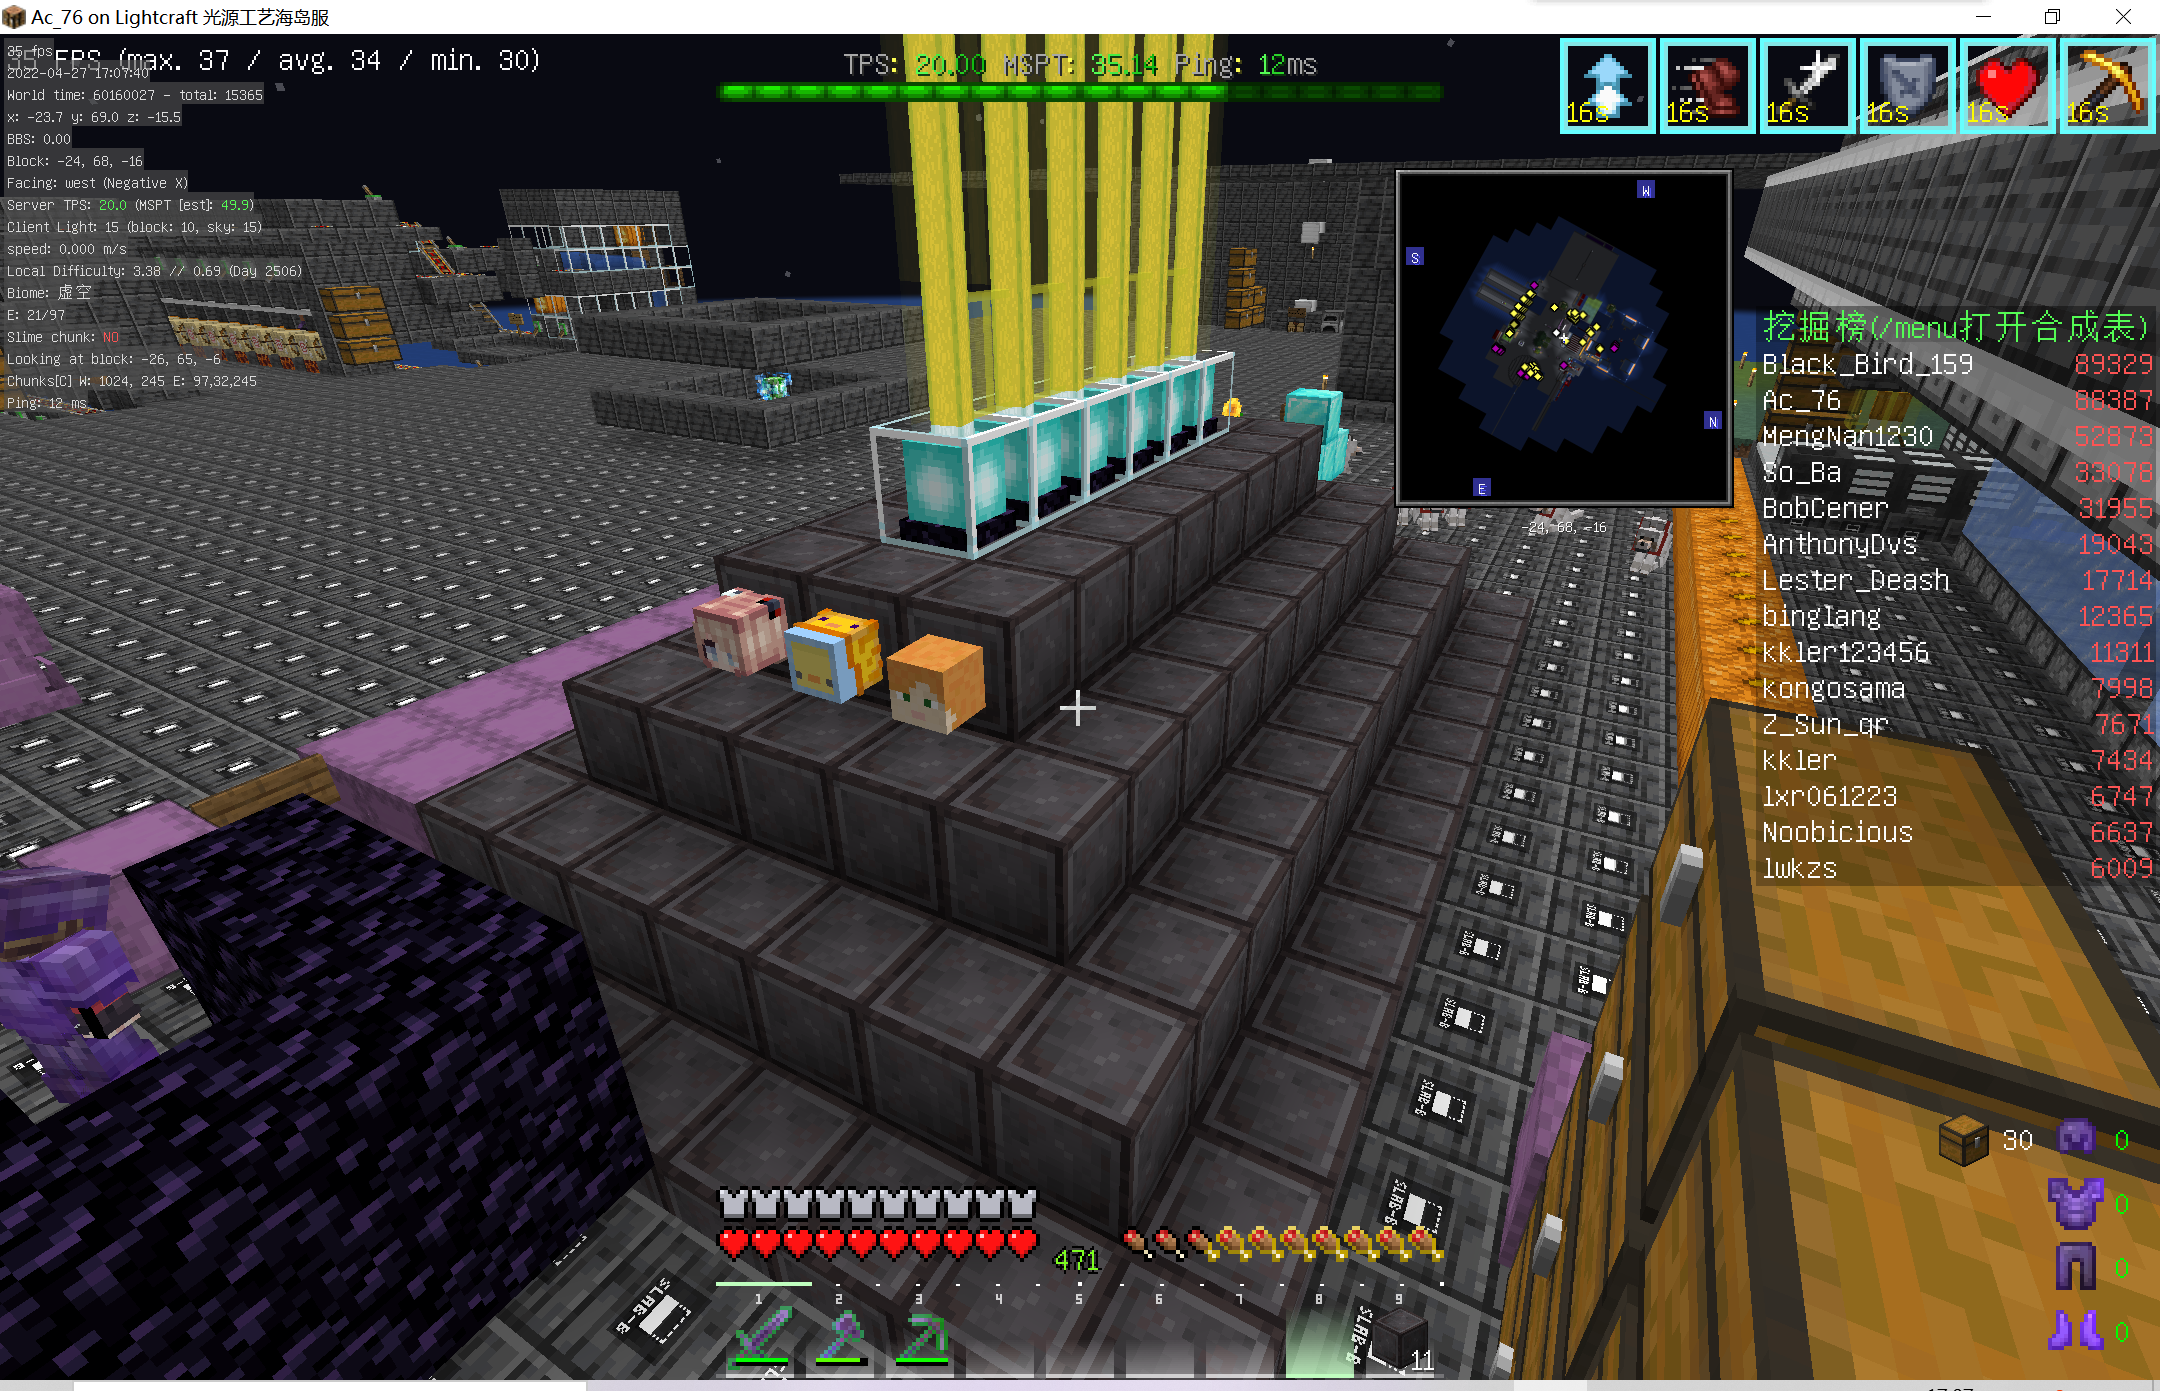 Ac_76 on Lightcraft 光源工艺海岛服
35 fps
35 FPS (max. 37 / avg. 34 / min. 30)
2022-04-27 17:07:40
World time: 60160027 - total: 15365
x: -23.7 y: 69.0 z: -15.5
BBS: 0.00
Block: -24, 68, -16
Facing: west (Negative X)
Server TPS: 20.0 (MSPT [est]: 49.9)
Client Light: 15 (block: 10, sky: 15)
speed: 0.000 m/s
Local Difficulty: 3.38 // 0.69 (Day 2506)
Biome: 虚空
E: 21/97
Slime chunk: NO
Looking at block: -26, 65, -6
Chunks[C] W: 1024, 245 E: 97,32,245
Ping: 12 ms
TPS: 20.00 MSPT: 35.14 Ping: 12ms
16s 16s 16s 16s 16s 16s
W
S
N
E
-24, 68, -16
挖掘榜(/menu打开合成表)
Black_Bird_159 89329
Ac_76 88387
MengNan1230 52873
So_Ba 33078
BobCener 31955
AnthonyDvs 19043
Lester_Deash 17714
binglang 12365
kkler123456 11311
kongosama 7998
Z_Sun_qr 7671
kkler 7434
lxr061223 6747
Noobicious 6637
lwkzs 6009
30 0
0
0
0
471
1 2 3 4 5 6 7 8 9
11
SLAB-B
SLAB-B
SLAB-B
SLAB-B
SLAB-B